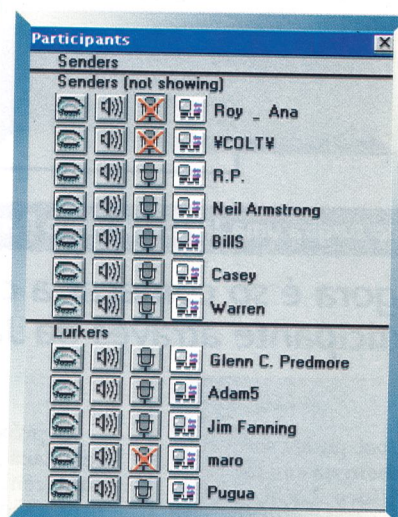 Participants
Senders
Senders (not showing)
Roy _ Ana
¥COLT¥
R.P.
Neil Armstrong
BillS
Casey
Warren
Lurkers
Glenn C. Predmore
Adam5
Jim Fanning
maro
Pugua